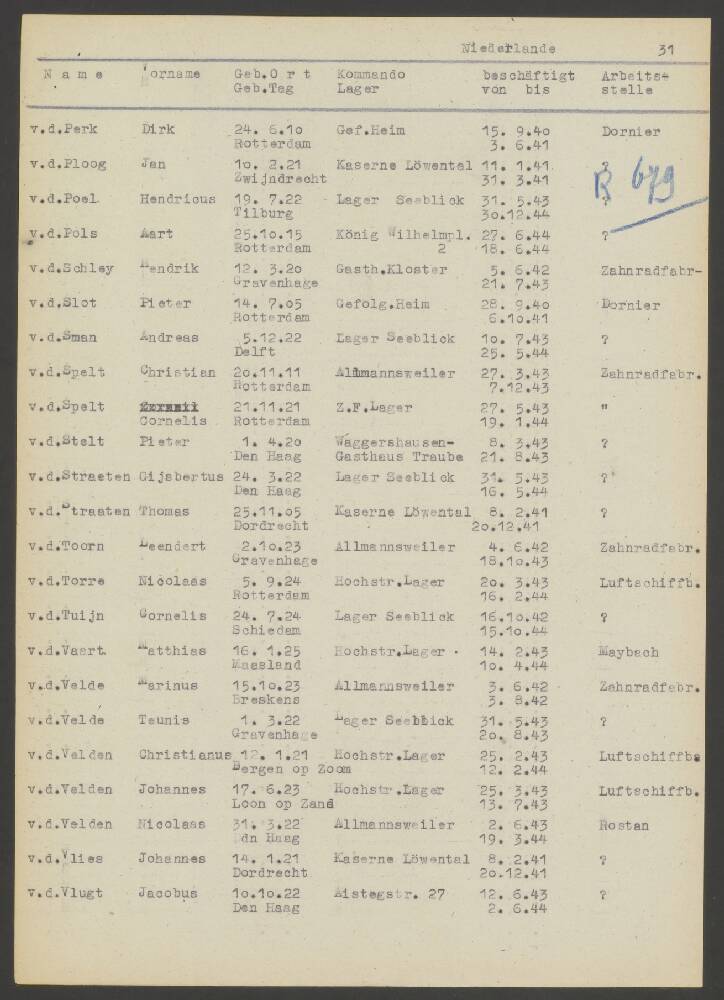 Niederlande 31
Name Vorname Geb.Ort Kommando beschäftigt Arbeits-
Geb.Tag Lager von bis stelle
v.d.Perk Dirk 24. 6.10 Gef.Heim 15. 9.40 Dornier
Rotterdam 3. 6.41
v.d.Ploog Jan 10. 2.21 Kaserne Löwental 11. 1.41 ?
Zwijndrecht 31. 3.41
R 679
v.d.Poel Hendricus 19. 7.22 Lager Seeblick 31. 5.43 ?
Tilburg 30.12.44
v.d.Pols Aart 25.10.15 König Wilhelmpl. 27. 6.44 ?
Rotterdam 2 18. 6.44
v.d.Schley Hendrik 12. 3.20 Gasth.Kloster 5. 6.42 Zahnradfabr-
Gravenhage 21. 7.43
v.d.Slot Pieter 14. 7.05 Gefolg.Heim 28. 9.40 Dornier
Rotterdam 6.10.41
v.d.Sman Andreas 5.12.22 Lager Seeblick 10. 7.43 ?
Delft 25. 5.44
v.d.Spelt Christian 20.11.11 Allmannsweiler 27. 3.43 Zahnradfabr.
Rotterdam 7.12.43
v.d.Spelt 21.11.21 Z.F.Lager 27. 5.43 "
Cornelis Rotterdam 19. 1.44
v.d.Stelt Pieter 1. 4.20 Waggershausen- 8. 3.43 ?
Den Haag Gasthaus Traube 21. 8.43
v.d.Straeten Gijsbertus 24. 3.22 Lager Seeblick 31. 5.43 ?
Den Haag 16. 5.44
v.d.Straaten Thomas 25.11.05 Kaserne Löwental 8. 2.41 ?
Dordrecht 20.12.41
v.d.Toorn Leendert 2.10.23 Allmannsweiler 4. 6.42 Zahnradfabr.
Gravenhage 18.10.43
v.d.Torre Nicolaas 5. 9.24 Hochstr.Lager 20. 3.43 Luftschiffb.
Rotterdam 16. 2.44
v.d.Tuijn Cornelis 24. 7.24 Lager Seeblick 16.10.42 ?
Schiedam 15.10.44
v.d.Vaart Matthias 16. 1.25 Hochstr.Lager 14. 2.43 Maybach
Maasland 10. 4.44
v.d.Velde Marinus 15.10.23 Allmannsweiler 3. 6.42 Zahnradfabr.
Breskens 3. 8.42
v.d.Velde Teunis 1. 3.22 Lager Seeblick 31. 5.43 ?
Gravenhage 20. 8.43
v.d.Velden Christianus 12. 1.21 Hochstr.Lager 25. 2.43 Luftschiffb.
Bergen op Zoom 12. 2.44
v.d.Velden Johannes 17. 6.23 Hochstr.Lager 25. 3.43 Luftschiffb.
Loon op Zand 13. 7.43
v.d.Velden Nicolaas 31. 3.22 Allmannsweiler 2. 6.43 Rostan
dn Haag 19. 3.44
v.d.Vlies Johannes 14. 1.21 Kaserne Löwental 8. 2.41 ?
Dordrecht 20.12.41
v.d.Vlugt Jacobus 10.10.22 Aistegstr. 27 12. 6.43 ?
Den Haag 2. 6.44